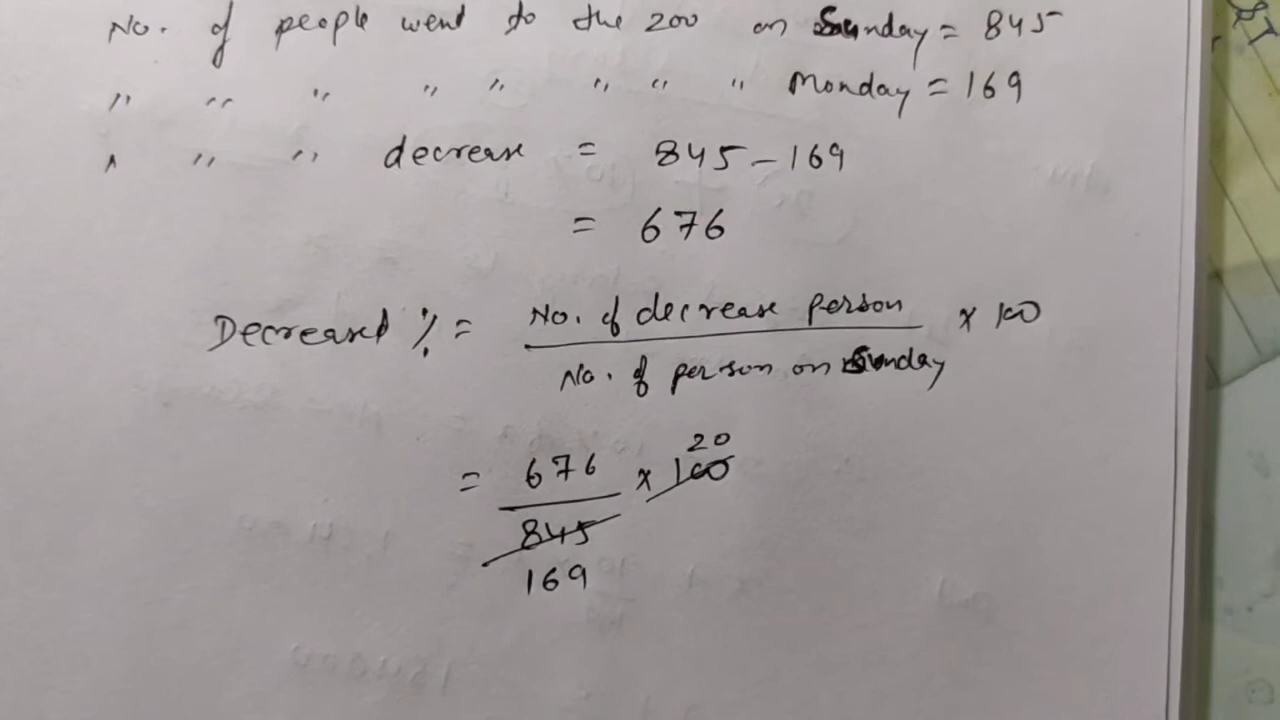 No. of people went to the zoo on Sunday = 845
" " " " " " " " Monday = 169
" " " decrease = 845 - 169
= 676
Decreased % = No. of decrease person / No. of person on Sunday × 100
= 676 / 845 × 100
20
169